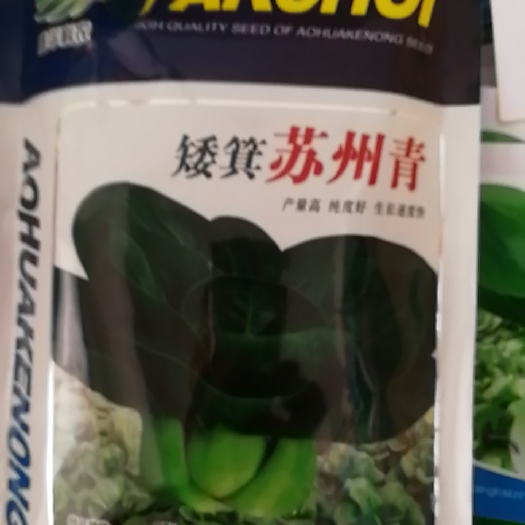 HIGH QUALITY SEED OF AOHUAKENONG SEED
矮箕苏州青
产量高 纯度好 生长速度快
AOHUAKENONG